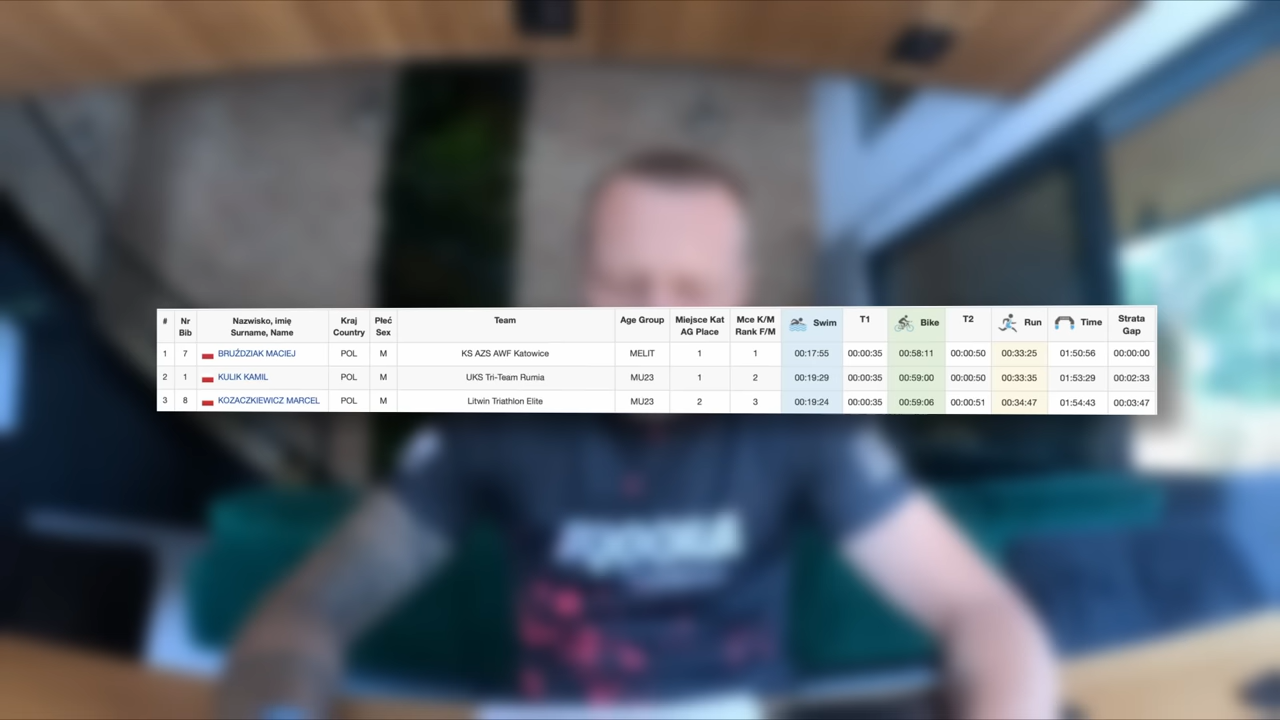 # Nr Bib Nazwisko, imię Surname, Name Kraj Country Płeć Sex Team Age Group Miejsce Kat AG Place Mce K/M Rank F/M Swim T1 Bike T2 Run Time Strata Gap
1 7 BRUŹDZIAK MACIEJ POL M KS AZS AWF Katowice MELIT 1 1 00:17:55 00:00:35 00:58:11 00:00:50 00:33:25 01:50:56 00:00:00
2 1 KULIK KAMIL POL M UKS Tri-Team Rumia MU23 1 2 00:19:29 00:00:35 00:59:00 00:00:50 00:33:35 01:53:29 00:02:33
3 8 KOZACZKIEWICZ MARCEL POL M Litwin Triathlon Elite MU23 2 3 00:19:24 00:00:35 00:59:06 00:00:51 00:34:47 01:54:43 00:03:47